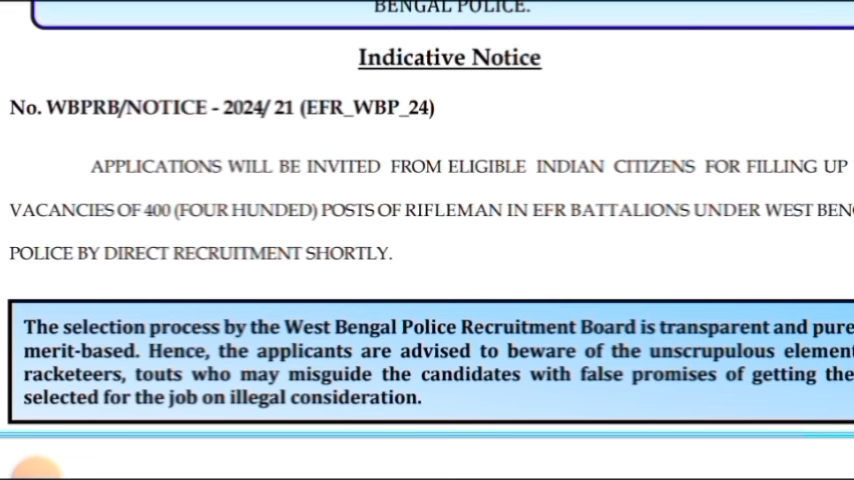 BENGAL POLICE.
Indicative Notice
No. WBPRB/NOTICE - 2024/ 21 (EFR_WBP_24)
APPLICATIONS WILL BE INVITED FROM ELIGIBLE INDIAN CITIZENS FOR FILLING UP
VACANCIES OF 400 (FOUR HUNDED) POSTS OF RIFLEMAN IN EFR BATTALIONS UNDER WEST BEN
POLICE BY DIRECT RECRUITMENT SHORTLY.
The selection process by the West Bengal Police Recruitment Board is transparent and pure
merit-based. Hence, the applicants are advised to beware of the unscrupulous element
racketeers, touts who may misguide the candidates with false promises of getting the
selected for the job on illegal consideration.